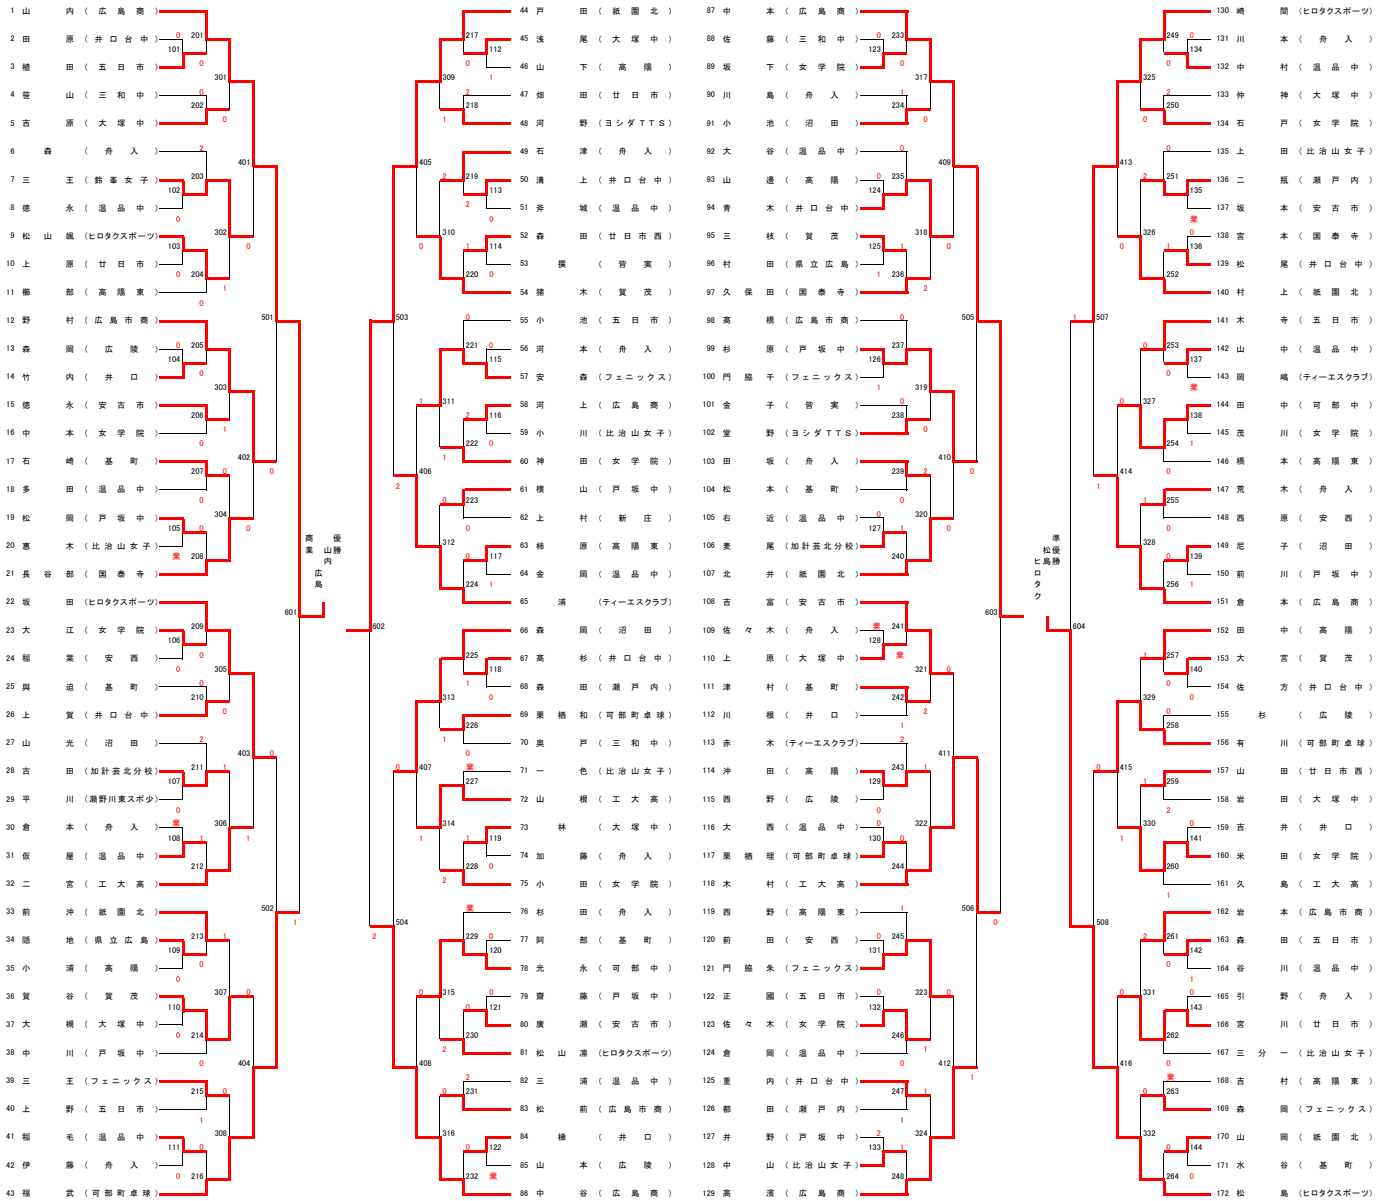 1 山 内 (広島商)
2 田 原 (井口台中)
3 植 田 (五日市)
4 笹 山 (三和中)
5 吉 原 (大塚中)
6 森 (舟入)
7 三 王 (鈴峯女子)
8 徳 永 (温品中)
9 松山 颯 (ヒロタクスポーツ)
10 上 原 (廿日市)
11 櫛 部 (高陽東)
12 野 村 (広島市商)
13 森 岡 (広陵)
14 竹 内 (井口)
15 徳 永 (安古市)
16 中 本 (女学院)
17 石 崎 (基町)
18 多 田 (温品中)
19 松 岡 (戸坂中)
20 恵 木 (比治山女子)
21 長谷部 (国泰寺)
22 坂 田 (ヒロタクスポーツ)
23 大 江 (女学院)
24 稲 葉 (安西)
25 與 迫 (基町)
26 上 賀 (井口台中)
27 山 光 (沼田)
28 古 田 (加計芸北分校)
29 平 川 (瀬野川東スポ少)
30 倉 本 (舟入)
31 仮 屋 (温品中)
32 二 宮 (工大高)
33 前 沖 (祇園北)
34 隠 地 (県立広島)
35 小 浦 (高陽)
36 賀 谷 (賀茂)
37 大 槻 (大塚中)
38 中 川 (戸坂中)
39 三 王 (フェニックス)
40 上 野 (五日市)
41 稲 毛 (温品中)
42 伊 藤 (舟入)
43 福 武 (可部町卓球)
優勝 山内 広島商業
44 戸 田 (祇園北)
45 浅 尾 (大塚中)
46 山 下 (高陽)
47 畑 田 (廿日市)
48 河 野 (ヨシダTTS)
49 石 津 (舟入)
50 溝 上 (井口台中)
51 斧 城 (温品中)
52 森 田 (廿日市西)
53 撰 (皆実)
54 猪 木 (賀茂)
55 小 池 (五日市)
56 河 本 (舟入)
57 安 森 (フェニックス)
58 河 上 (広島商)
59 小 川 (比治山女子)
60 神 田 (女学院)
61 横 山 (戸坂中)
62 上 村 (新庄)
63 柿 原 (高陽東)
64 金 岡 (温品中)
65 浦 (ティーエスクラブ)
66 森 岡 (沼田)
67 高 杉 (井口台中)
68 森 田 (瀬戸内)
69 栗栖 和 (可部町卓球)
70 奥 戸 (三和中)
71 一 色 (比治山女子)
72 山 根 (工大高)
73 林 (大塚中)
74 加 藤 (舟入)
75 小 田 (女学院)
76 杉 田 (舟入)
77 阿 部 (基町)
78 光 永 (可部中)
79 齋 藤 (戸坂中)
80 廣 瀬 (安古市)
81 松山 凛 (ヒロタクスポーツ)
82 三 浦 (温品中)
83 松 前 (広島市商)
84 梯 (井口)
85 山 本 (広陵)
86 中 谷 (広島商)
87 中 本 (広島商)
88 佐 藤 (三和中)
89 坂 下 (女学院)
90 川 島 (舟入)
91 小 池 (沼田)
92 大 谷 (温品中)
93 山 邊 (高陽)
94 青 木 (井口台中)
95 三 枝 (賀茂)
96 村 田 (県立広島)
97 久保田 (国泰寺)
98 高 橋 (広島市商)
99 杉 原 (戸坂中)
100 門脇 千 (フェニックス)
101 金 子 (皆実)
102 堂 野 (ヨシダTTS)
103 田 坂 (舟入)
104 松 本 (基町)
105 右 近 (温品中)
106 麦 尾 (加計芸北分校)
107 北 井 (祇園北)
108 吉 富 (安古市)
109 佐々木 (舟入)
110 上 原 (大塚中)
111 津 村 (基町)
112 川 根 (井口)
113 赤 木 (ティーエスクラブ)
114 沖 田 (高陽)
115 西 野 (広陵)
116 大 西 (温品中)
117 栗栖 理 (可部町卓球)
118 木 村 (工大高)
119 西 野 (高陽東)
120 前 田 (安西)
121 門脇 朱 (フェニックス)
122 正 國 (五日市)
123 佐々木 (女学院)
124 倉 岡 (温品中)
125 重 内 (井口台中)
126 都 田 (瀬戸内)
127 井 野 (戸坂中)
128 中 山 (比治山女子)
129 高 濱 (広島商)
準優勝 松島 ヒロタク
130 崎 間 (ヒロタクスポーツ)
131 川 本 (舟入)
132 中 村 (温品中)
133 仲 神 (大塚中)
134 石 戸 (女学院)
135 上 田 (比治山女子)
136 二 瓶 (瀬戸内)
137 坂 本 (安古市)
138 宮 本 (国泰寺)
139 松 尾 (井口台中)
140 村 上 (祇園北)
141 木 寺 (五日市)
142 山 中 (温品中)
143 岡 嶋 (ティーエスクラブ)
144 田 中 (可部中)
145 茂 川 (女学院)
146 橋 本 (高陽東)
147 荒 木 (舟入)
148 西 原 (安西)
149 尼 子 (沼田)
150 前 川 (戸坂中)
151 倉 本 (広島商)
152 田 中 (高陽)
153 大 宮 (賀茂)
154 佐 方 (井口台中)
155 杉 (広陵)
156 有 川 (可部町卓球)
157 山 田 (廿日市西)
158 岩 田 (大塚中)
159 吉 井 (井口)
160 米 田 (女学院)
161 久 島 (工大高)
162 岩 本 (広島市商)
163 森 田 (五日市)
164 谷 川 (温品中)
165 引 野 (舟入)
166 宮 川 (廿日市)
167 三分一 (比治山女子)
168 吉 村 (高陽東)
169 森 岡 (フェニックス)
170 山 岡 (祇園北)
171 水 谷 (基町)
172 松 島 (ヒロタクスポーツ)